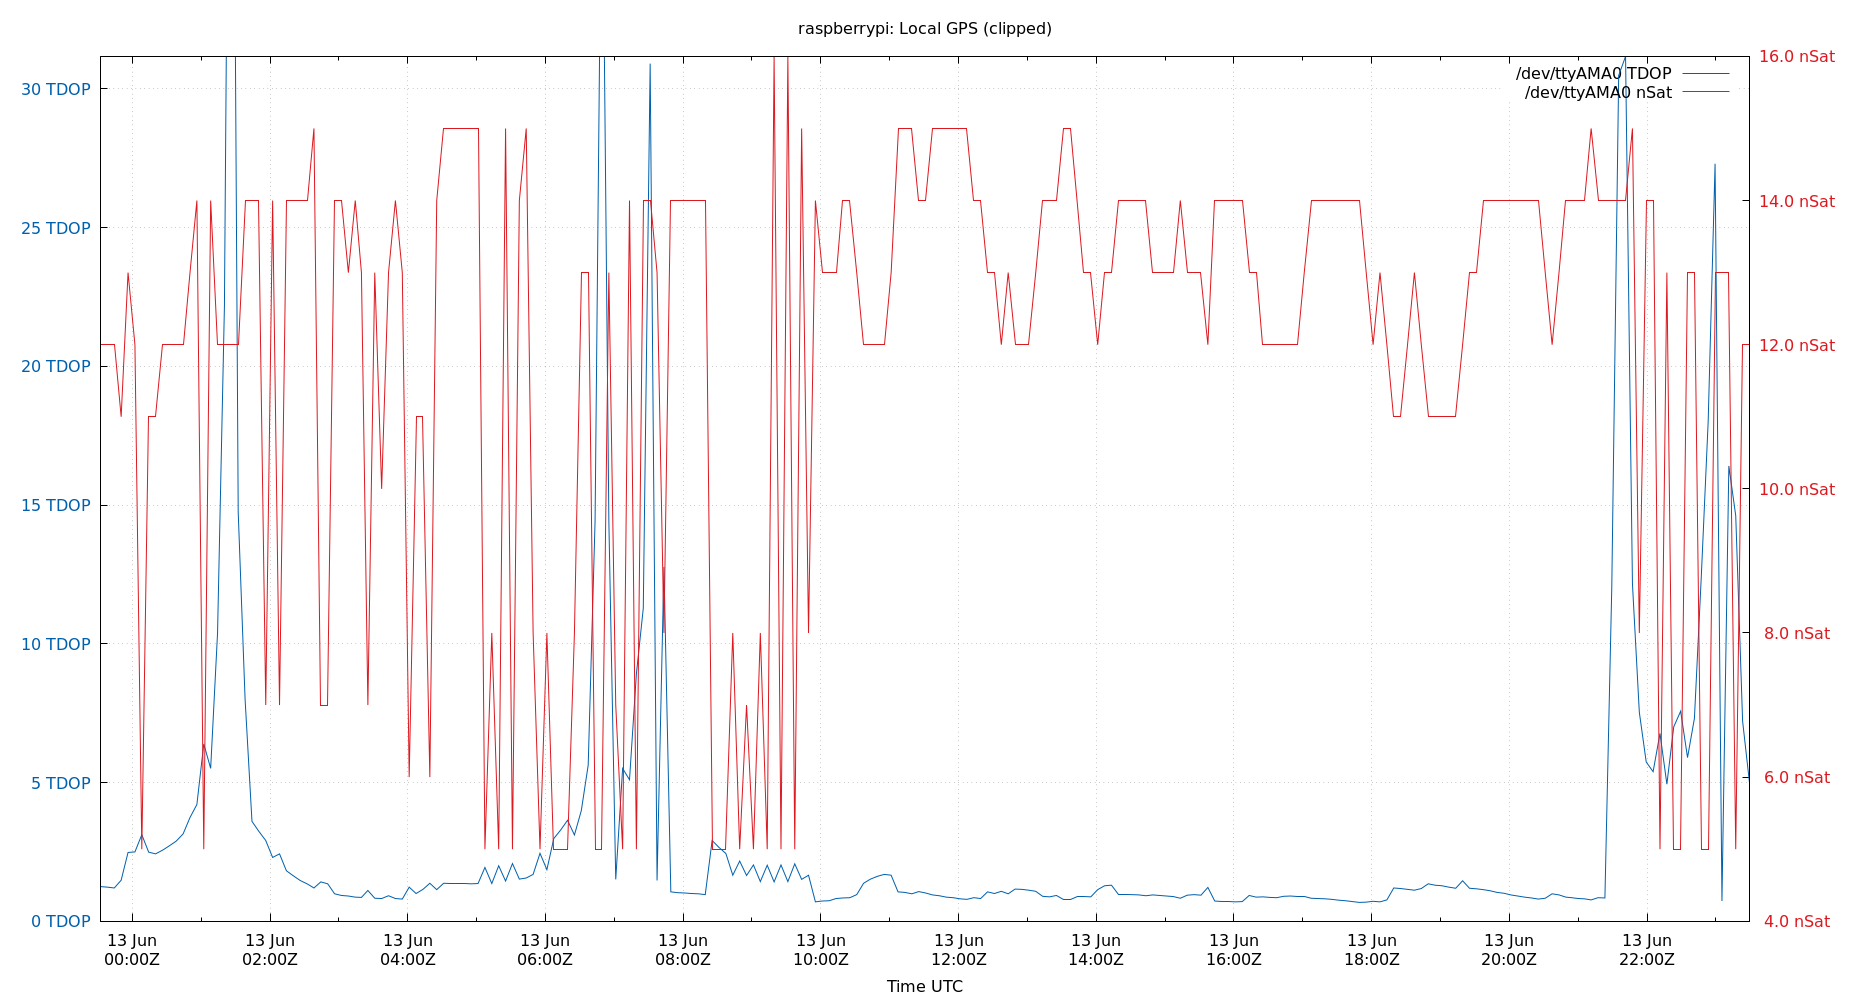 raspberrypi: Local GPS (clipped)
/dev/ttyAMA0 TDOP
/dev/ttyAMA0 nSat
30 TDOP
25 TDOP
20 TDOP
15 TDOP
10 TDOP
5 TDOP
0 TDOP
16.0 nSat
14.0 nSat
12.0 nSat
10.0 nSat
8.0 nSat
6.0 nSat
4.0 nSat
13 Jun
00:00Z
13 Jun
02:00Z
13 Jun
04:00Z
13 Jun
06:00Z
13 Jun
08:00Z
13 Jun
10:00Z
13 Jun
12:00Z
13 Jun
14:00Z
13 Jun
16:00Z
13 Jun
18:00Z
13 Jun
20:00Z
13 Jun
22:00Z
Time UTC